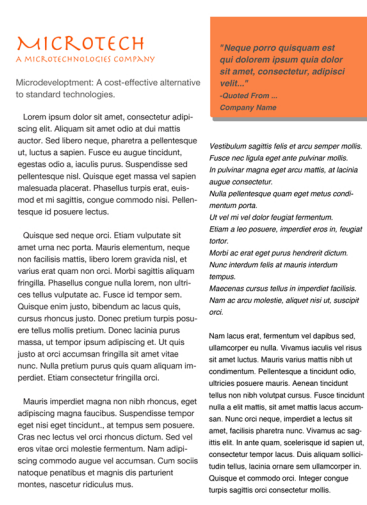 MICROTECH
A MICROTECHNOLOGIES COMPANY
Microdeveloptment: A cost-effective alternative
to standard technologies.
Lorem ipsum dolor sit amet, consectetur adipi-
scing elit. Aliquam sit amet odio at dui mattis
auctor. Sed libero neque, pharetra a pellentesque
ut, luctus a sapien. Fusce eu augue tincidunt,
egestas odio a, iaculis purus. Suspendisse sed
pellentesque nisl. Quisque eget massa vel sapien
malesuada placerat. Phasellus turpis erat, euis-
mod et mi sagittis, congue commodo nisi. Pellen-
tesque id posuere lectus.
Quisque sed neque orci. Etiam vulputate sit
amet urna nec porta. Mauris elementum, neque
non facilisis mattis, libero lorem gravida nisl, et
varius erat quam non orci. Morbi sagittis aliquam
fringilla. Phasellus congue nulla lorem, non ultri-
ces tellus vulputate ac. Fusce id tempor sem.
Quisque enim justo, bibendum ac lacus quis,
cursus rhoncus justo. Donec pretium turpis posu-
ere tellus mollis pretium. Donec lacinia purus
massa, ut tempor ipsum adipiscing et. Ut quis
justo at orci accumsan fringilla sit amet vitae
nunc. Nulla pretium purus quis quam aliquam im-
perdiet. Etiam consectetur fringilla orci.
Mauris imperdiet magna non nibh rhoncus, eget
adipiscing magna faucibus. Suspendisse tempor
eget nisi eget tincidunt., at tempus sem posuere.
Cras nec lectus vel orci rhoncus dictum. Sed vel
eros vitae orci molestie fermentum. Nam adipi-
scing commodo augue vel accumsan. Cum sociis
natoque penatibus et magnis dis parturient
montes, nascetur ridiculus mus.
"Neque porro quisquam est
qui dolorem ipsum quia dolor
sit amet, consectetur, adipisci
velit..."
-Quoted From ...
Company Name
Vestibulum sagittis felis et arcu semper mollis.
Fusce nec ligula eget ante pulvinar mollis.
In pulvinar magna eget arcu mattis, at lacinia
augue consectetur.
Nulla pellentesque quam eget metus condi-
mentum porta.
Ut vel mi vel dolor feugiat fermentum.
Etiam a leo posuere, imperdiet eros in, feugiat
tortor.
Morbi ac erat eget purus hendrerit dictum.
Nunc interdum felis at mauris interdum
tempus.
Maecenas cursus tellus in imperdiet facilisis.
Nam ac arcu molestie, aliquet nisi ut, suscipit
orci.
Nam lacus erat, fermentum vel dapibus sed,
ullamcorper eu nulla. Vivamus iaculis vel risus
sit amet luctus. Mauris varius mattis nibh ut
condimentum. Pellentesque a tincidunt odio,
ultricies posuere mauris. Aenean tincidunt
tellus non nibh volutpat cursus. Fusce tincidunt
nulla a elit mattis, sit amet mattis lacus accum-
san. Nunc orci neque, imperdiet a lectus sit
amet, facilisis pharetra nunc. Vivamus ac sag-
ittis elit. In ante quam, scelerisque id sapien ut,
consectetur tempor lacus. Duis aliquam sollici-
tudin tellus, lacinia ornare sem ullamcorper in.
Quisque et commodo orci. Integer congue
turpis sagittis orci consectetur mollis.